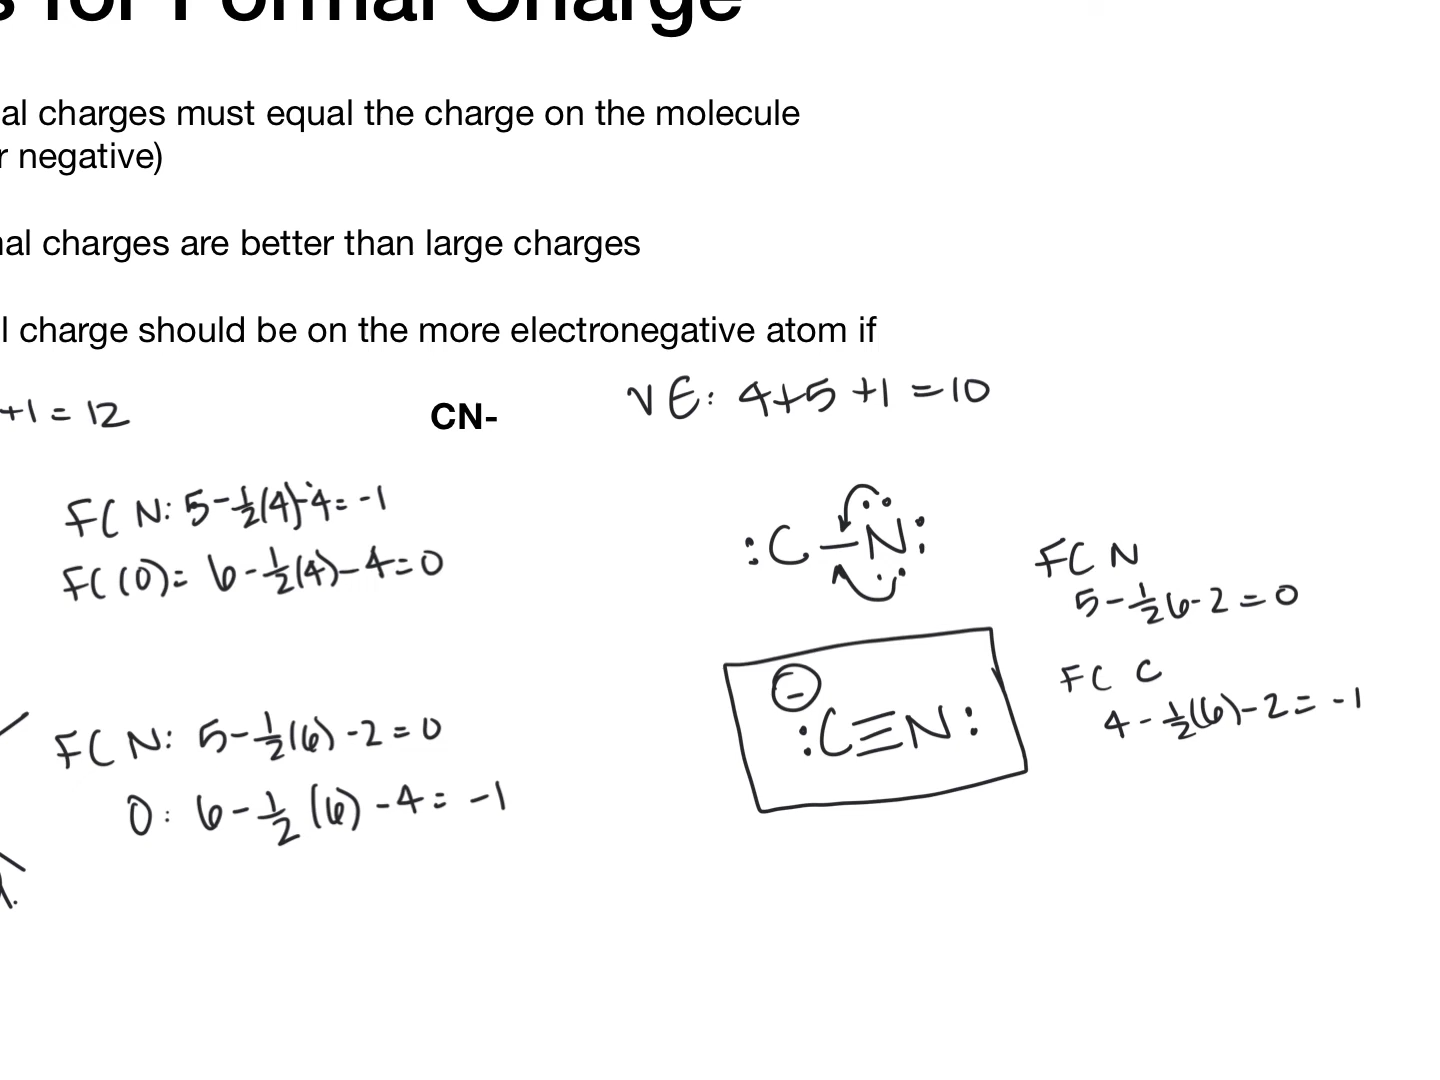 s for Formal Charge
al charges must equal the charge on the molecule
r negative)
al charges are better than large charges
l charge should be on the more electronegative atom if
+1 = 12
CN-
VE: 4+5+1=10
FC N: 5-½(4)-4=-1
FC(O)= 6-½(4)-4=0
:C-N:
FC N
5-½6-2=0
:C≡N:
FC C
4-½(6)-2=-1
FC N: 5-½(6)-2=0
O: 6-½(6)-4=-1